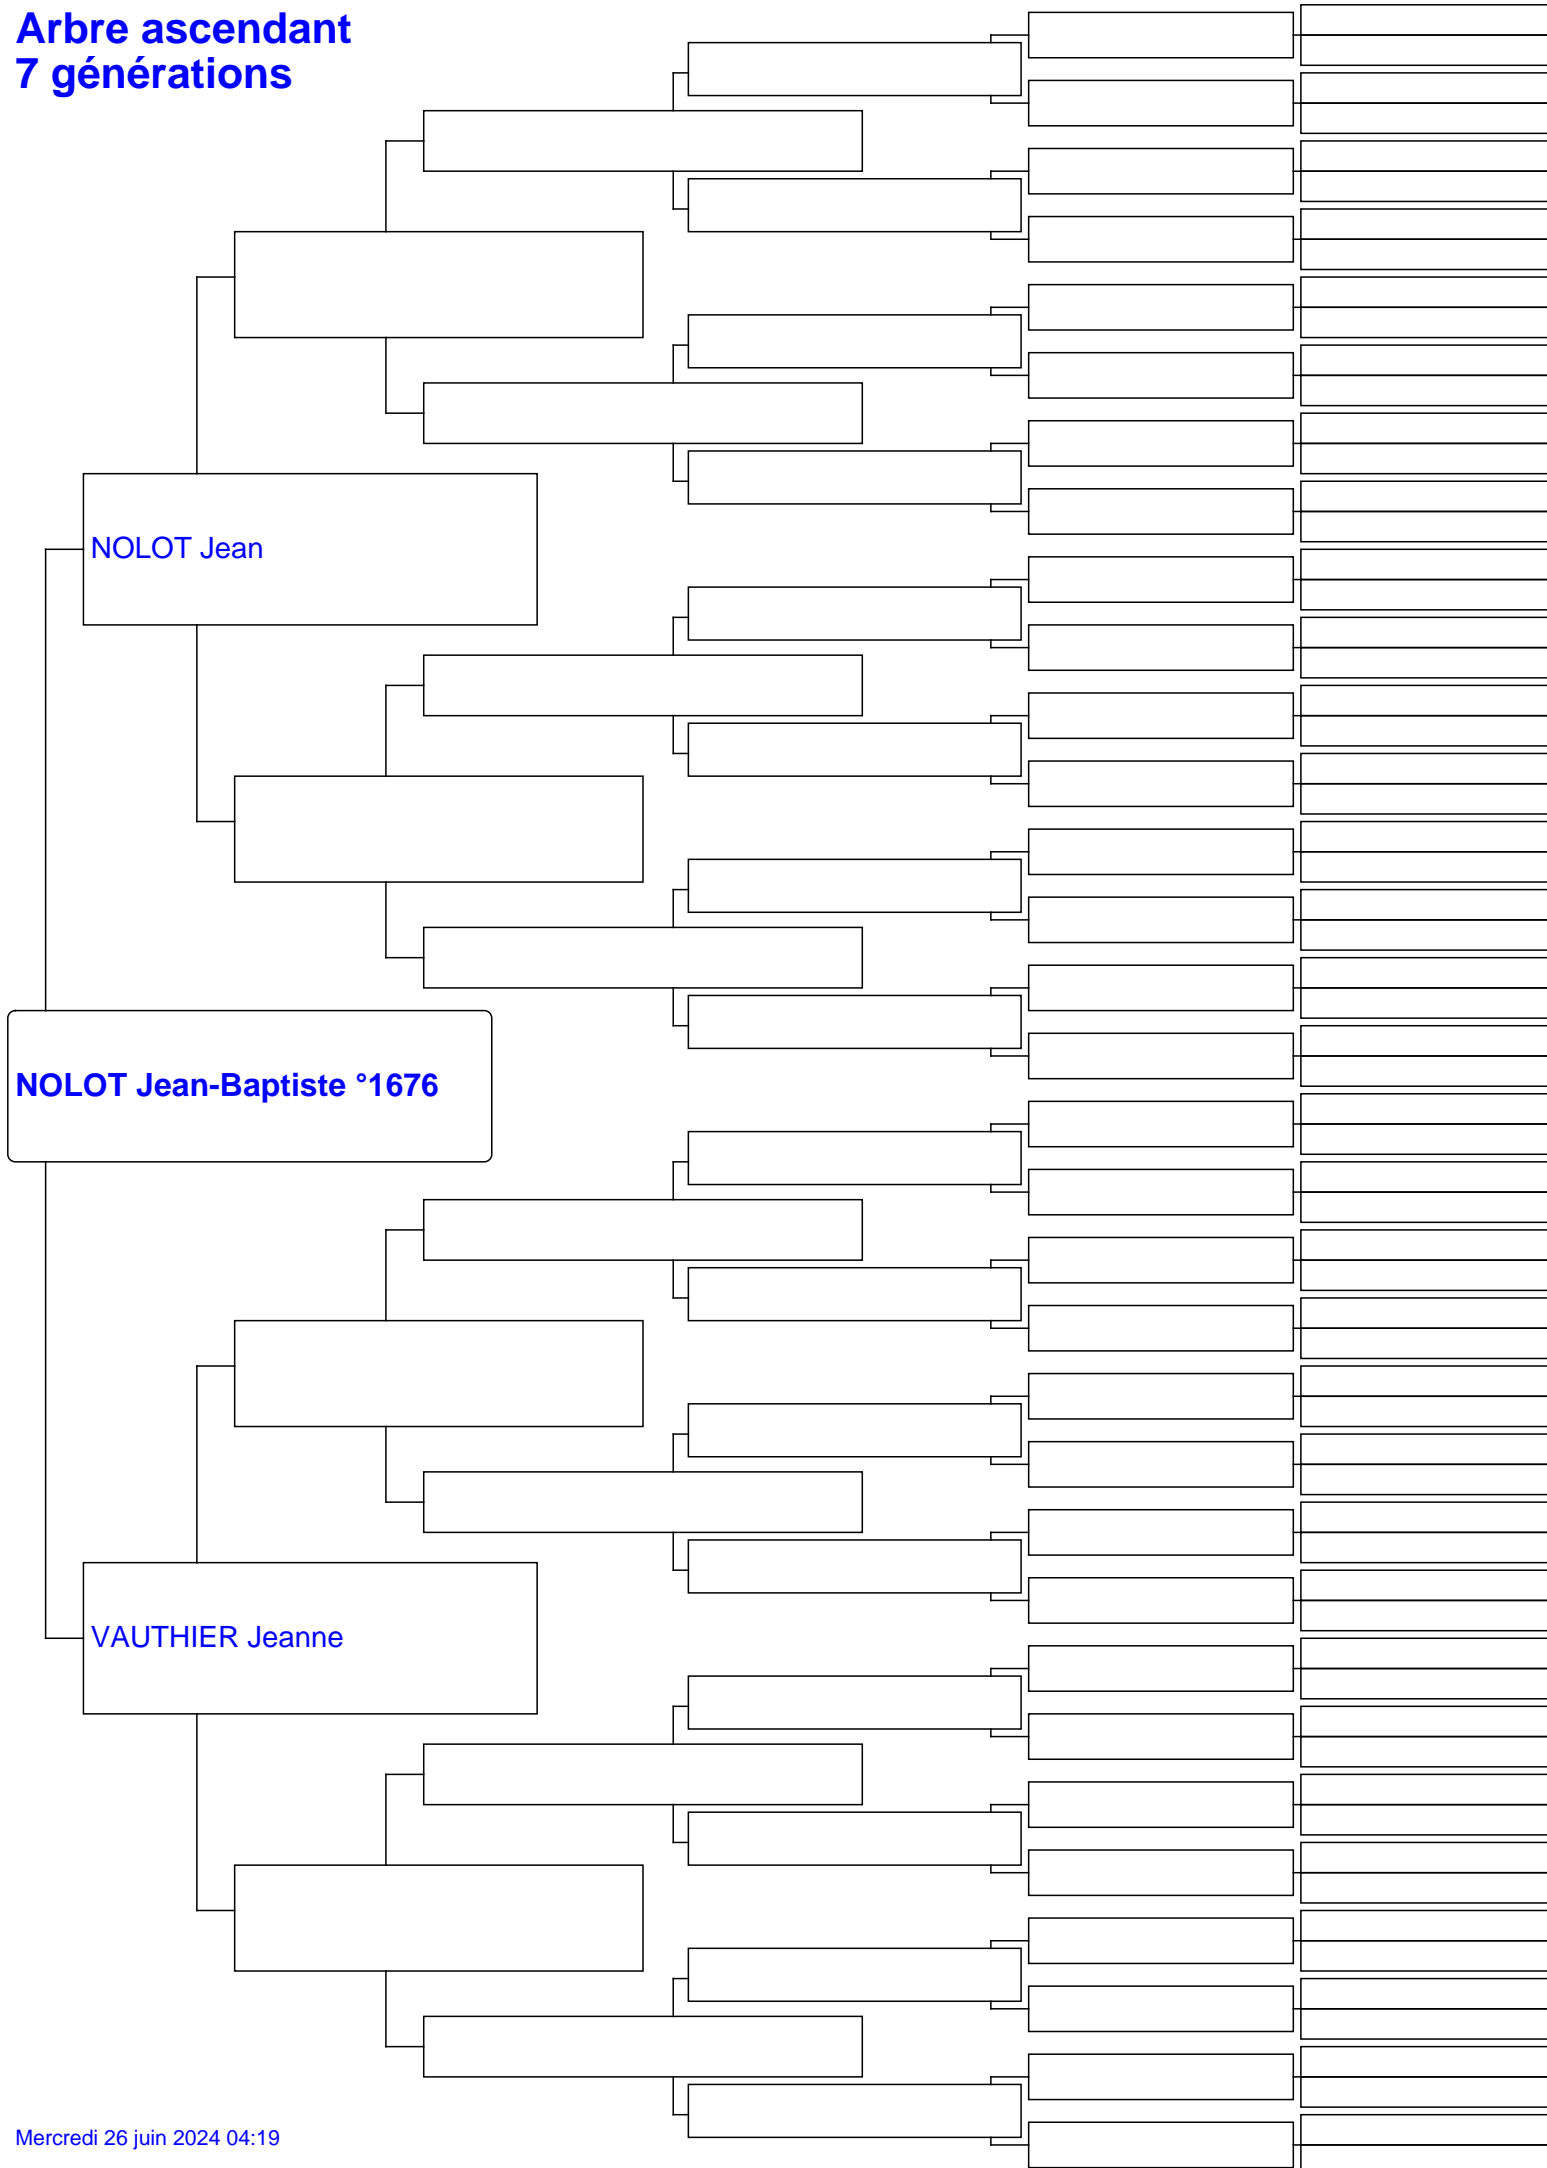 Arbre ascendant
7 générations
NOLOT Jean
NOLOT Jean-Baptiste °1676
VAUTHIER Jeanne
Mercredi 26 juin 2024 04:19